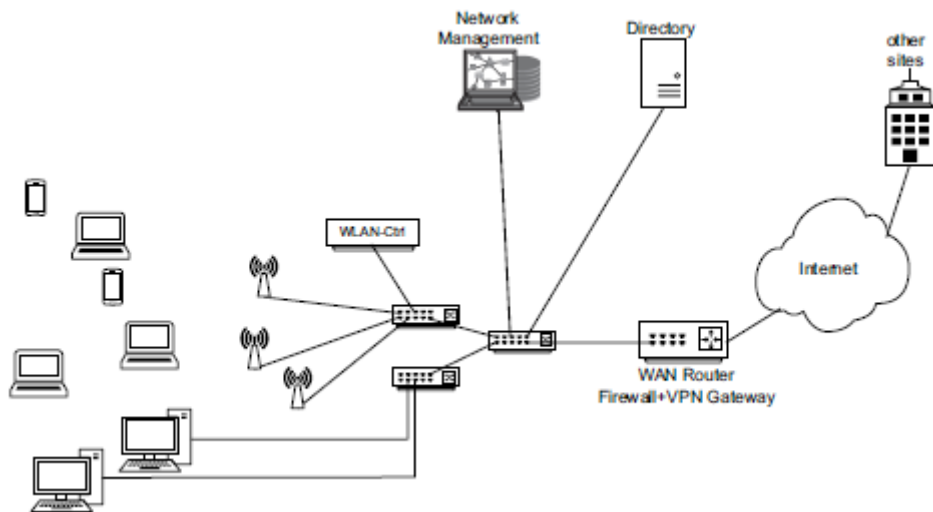 Network
Management
Directory
other
sites
WLAN-Ctrl
Internet
WAN Router
Firewall+VPN Gateway